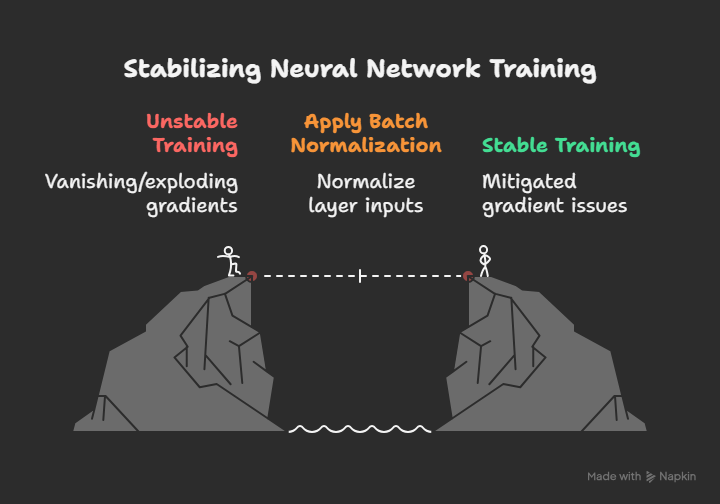 Stabilizing Neural Network Training
Unstable
Training
Vanishing/exploding
gradients
Apply Batch
Normalization
Normalize
layer inputs
Stable Training
Mitigated
gradient issues
Made with Napkin